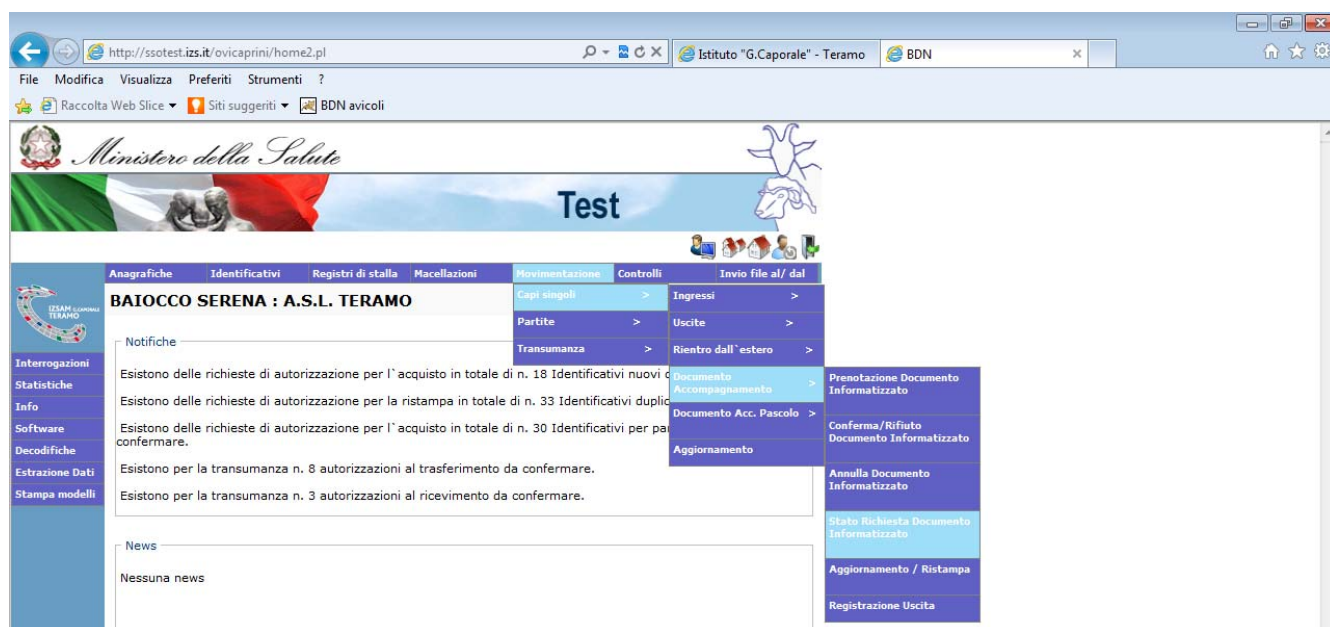 http://ssotest.izs.it/ovicaprini/home2.pl
Istituto "G.Caporale" - Teramo
BDN
File Modifica Visualizza Preferiti Strumenti ?
Raccolta Web Slice
Siti suggeriti
BDN avicoli
Ministero della Salute
Test
Anagrafiche Identificativi Registri di stalla Macellazioni Movimentazione Controlli Invio file al/ dal
IZSAM G.CAPORALE
TERAMO
BAIOCCO SERENA : A.S.L. TERAMO
Capi singoli >
Partite >
Transumanza >
Ingressi >
Uscite >
Rientro dall`estero >
Documento
Accompagnamento >
Documento Acc. Pascolo >
Aggiornamento
Prenotazione Documento
Informatizzato
Conferma/Rifiuto
Documento Informatizzato
Annulla Documento
Informatizzato
Stato Richiesta Documento
Informatizzato
Aggiornamento / Ristampa
Registrazione Uscita
Interrogazioni
Statistiche
Info
Software
Decodifiche
Estrazione Dati
Stampa modelli
Notifiche
Esistono delle richieste di autorizzazione per l`acquisto in totale di n. 18 Identificativi nuovi
Esistono delle richieste di autorizzazione per la ristampa in totale di n. 33 Identificativi
Esistono delle richieste di autorizzazione per l`acquisto in totale di n. 30 Identificativi per
confermare.
Esistono per la transumanza n. 8 autorizzazioni al trasferimento da confermare.
Esistono per la transumanza n. 3 autorizzazioni al ricevimento da confermare.
News
Nessuna news